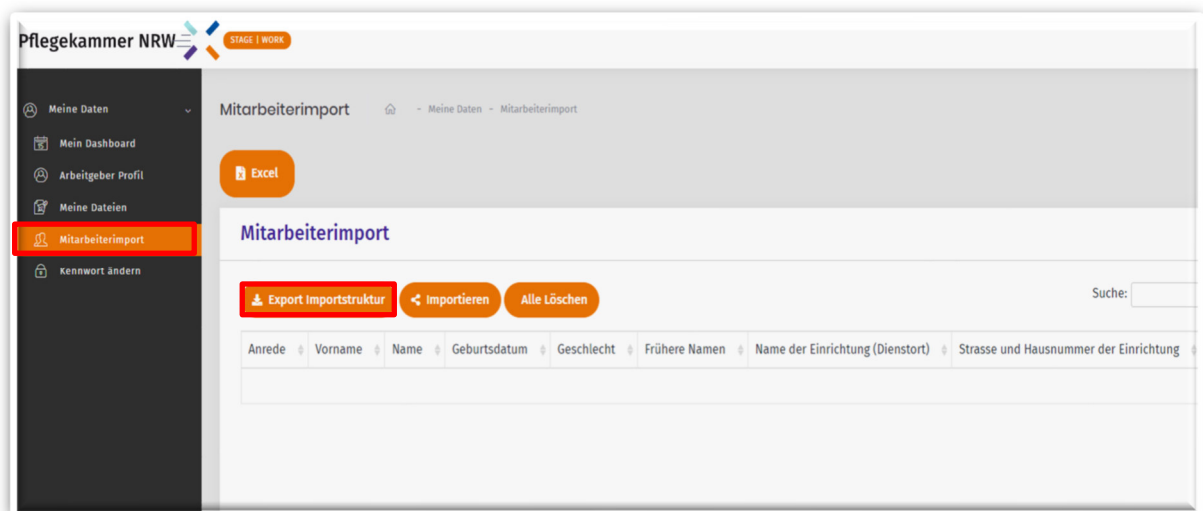 Pflegekammer NRW
STAGE | WORK
Meine Daten
Mein Dashboard
Arbeitgeber Profil
Meine Dateien
Mitarbeiterimport
Kennwort ändern
Mitarbeiterimport - Meine Daten - Mitarbeiterimport
Excel
Mitarbeiterimport
Export Importstruktur Importieren Alle Löschen Suche:
Anrede Vorname Name Geburtsdatum Geschlecht Frühere Namen Name der Einrichtung (Dienstort) Strasse und Hausnummer der Einrichtung